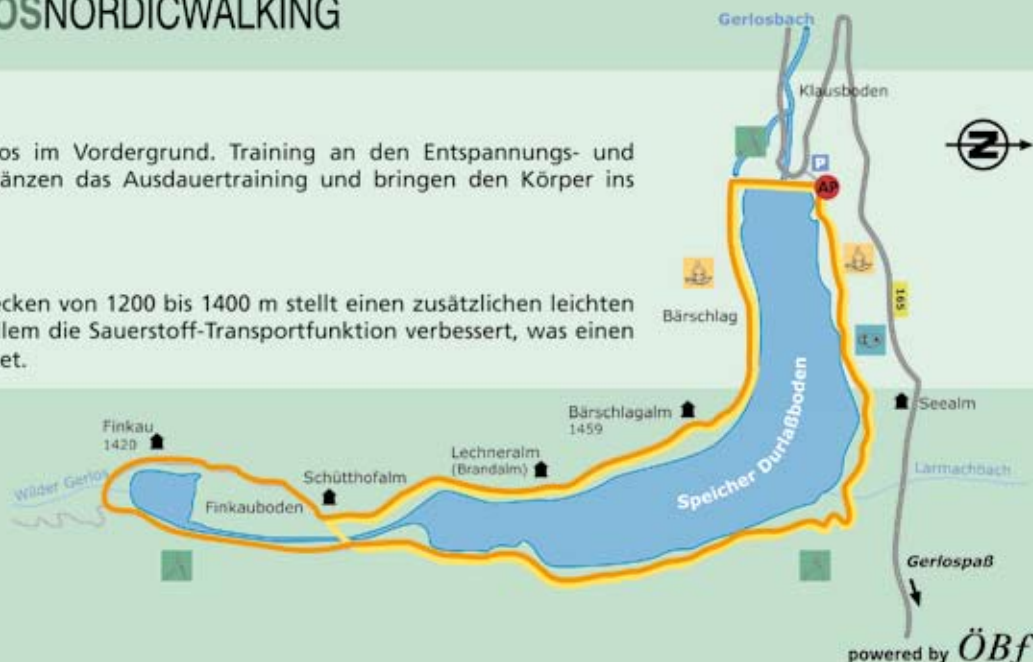 OSNORDICWALKING
os im Vordergrund. Training an den Entspannungs- und
änzen das Ausdauertraining und bringen den Körper ins
ecken von 1200 bis 1400 m stellt einen zusätzlichen leichten
lem die Sauerstoff-Transportfunktion verbessert, was einen
et.
Gerlosbach
Klausboden
N
P
AP
165
Bärschlag
Speicher Durlaßboden
Seealm
Bärschlagalm
1459
Finkau
1420
Lechneralm
(Brandalm)
Schütthofalm
Larmachbach
Wilder Gerlos
Finkauboden
Gerlospaß
powered by ÖBf